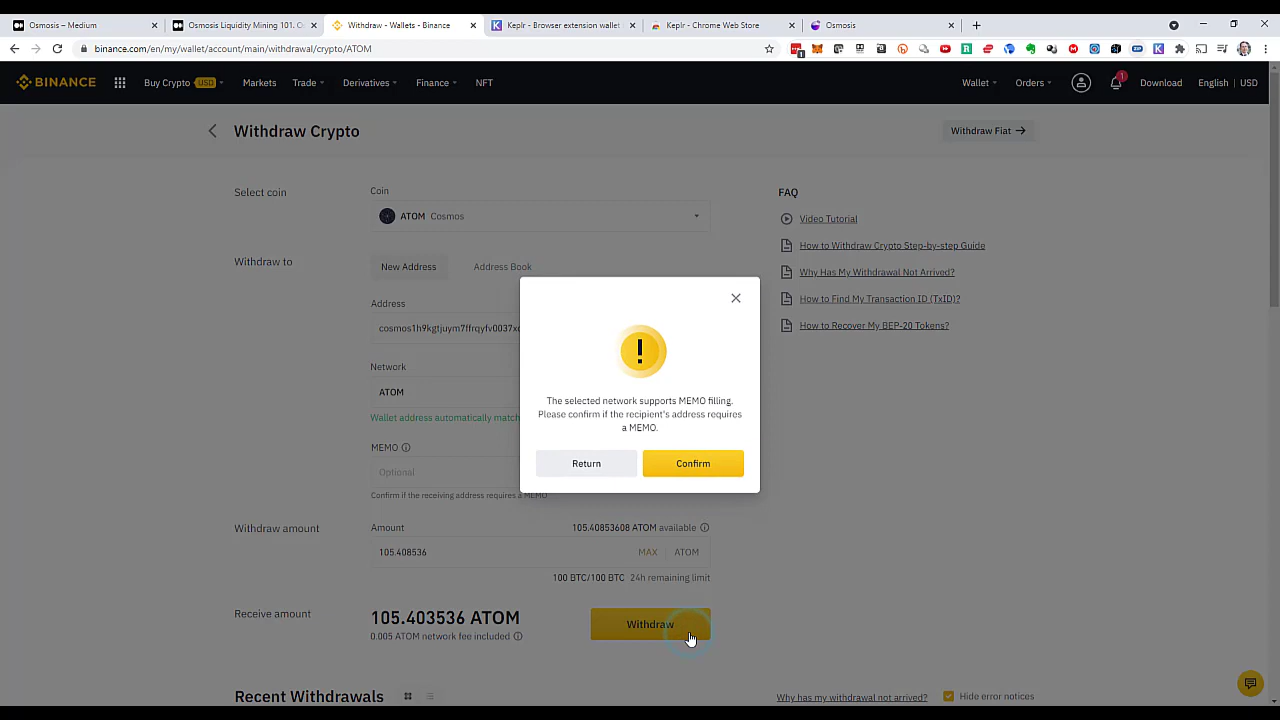 Osmosis – Medium
Osmosis Liquidity Mining 101.
Withdraw - Wallets - Binance
Keplr - Browser extension wallet
Keplr - Chrome Web Store
Osmosis
binance.com/en/my/wallet/account/main/withdrawal/crypto/ATOM
BINANCE
Buy Crypto USD
Markets
Trade
Derivatives
Finance
NFT
Wallet
Orders
1
Download
English | USD
Withdraw Crypto
Withdraw Fiat →
Select coin
Coin
ATOM Cosmos
Withdraw to
New Address
Address Book
Address
cosmos1h9kgtjuym7ffrqyfv0037xc
Network
ATOM
Wallet address automatically match
MEMO
Optional
Confirm if the receiving address requires a MEMO
Withdraw amount
Amount
105.40853608 ATOM available
105.408536
MAX
ATOM
100 BTC/100 BTC 24h remaining limit
Receive amount
105.403536 ATOM
0.005 ATOM network fee included
Withdraw
FAQ
Video Tutorial
How to Withdraw Crypto Step-by-step Guide
Why Has My Withdrawal Not Arrived?
How to Find My Transaction ID (TxID)?
How to Recover My BEP-20 Tokens?
!
The selected network supports MEMO filling.
Please confirm if the recipient's address requires
a MEMO.
Return
Confirm
Recent Withdrawals
Why has my withdrawal not arrived?
Hide error notices